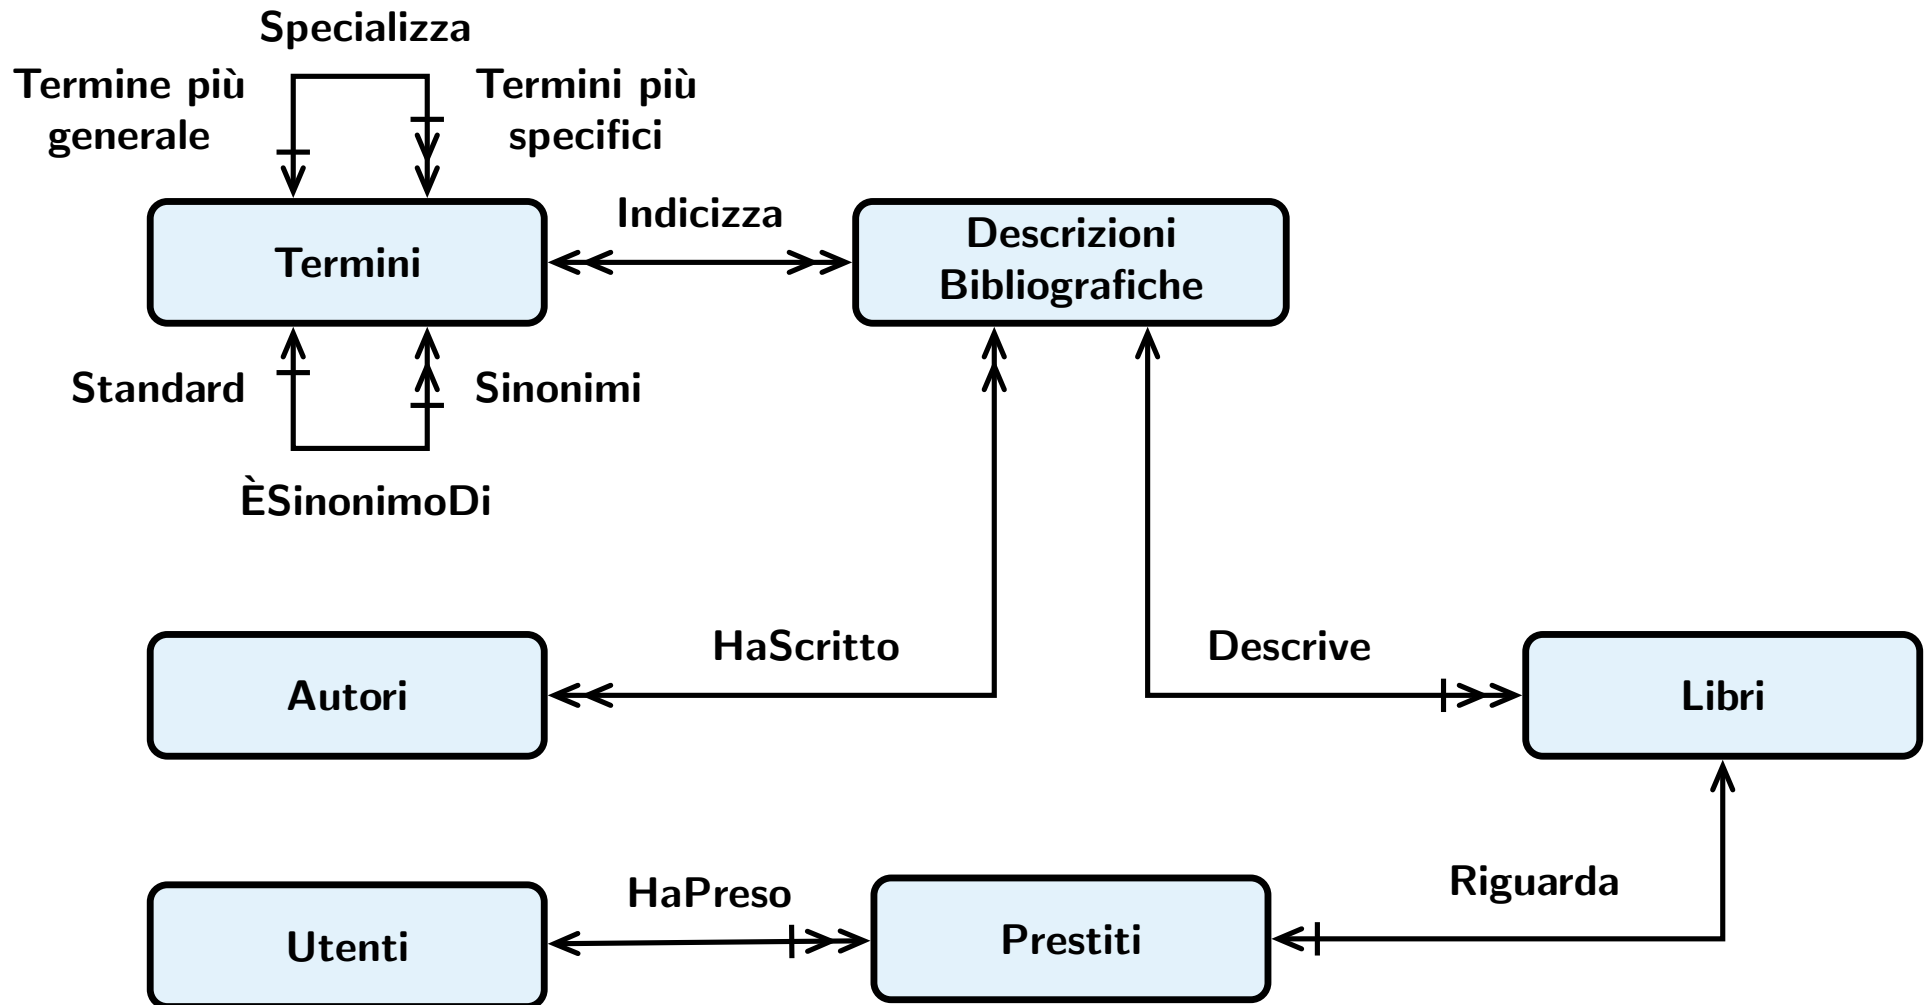 Specializza
Termine più
generale
Termini più
specifici
Termini
Indicizza
Descrizioni
Bibliografiche
Standard
Sinonimi
ÈSinonimoDi
Autori
HaScritto
Descrive
Libri
Utenti
HaPreso
Prestiti
Riguarda